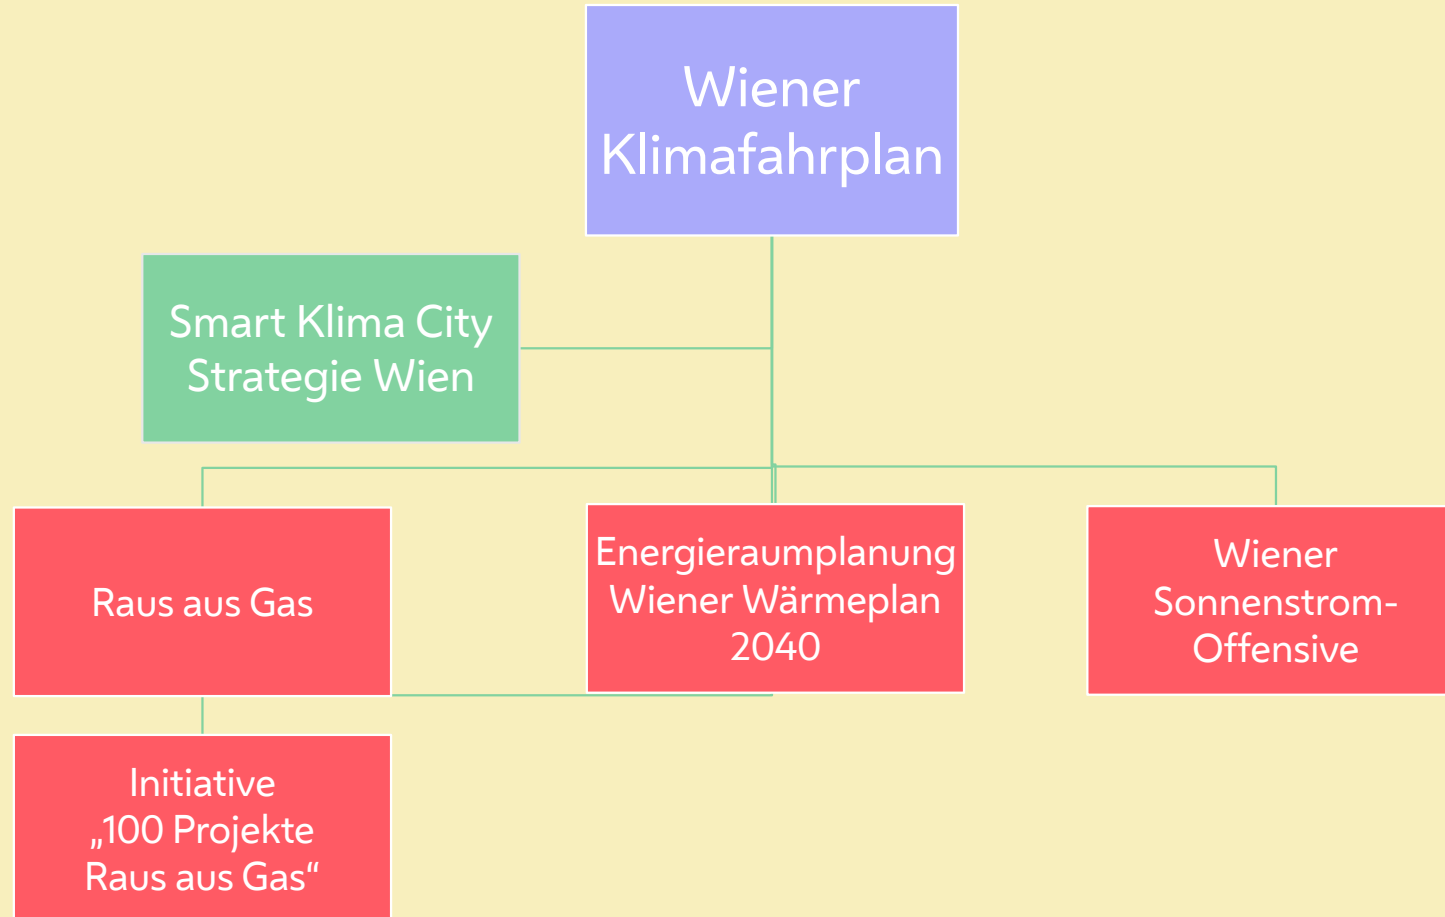 Wiener
Klimafahrplan
Smart Klima City
Strategie Wien
Raus aus Gas
Energieraumplanung
Wiener Wärmeplan
2040
Wiener
Sonnenstrom-
Offensive
Initiative
„100 Projekte
Raus aus Gas“